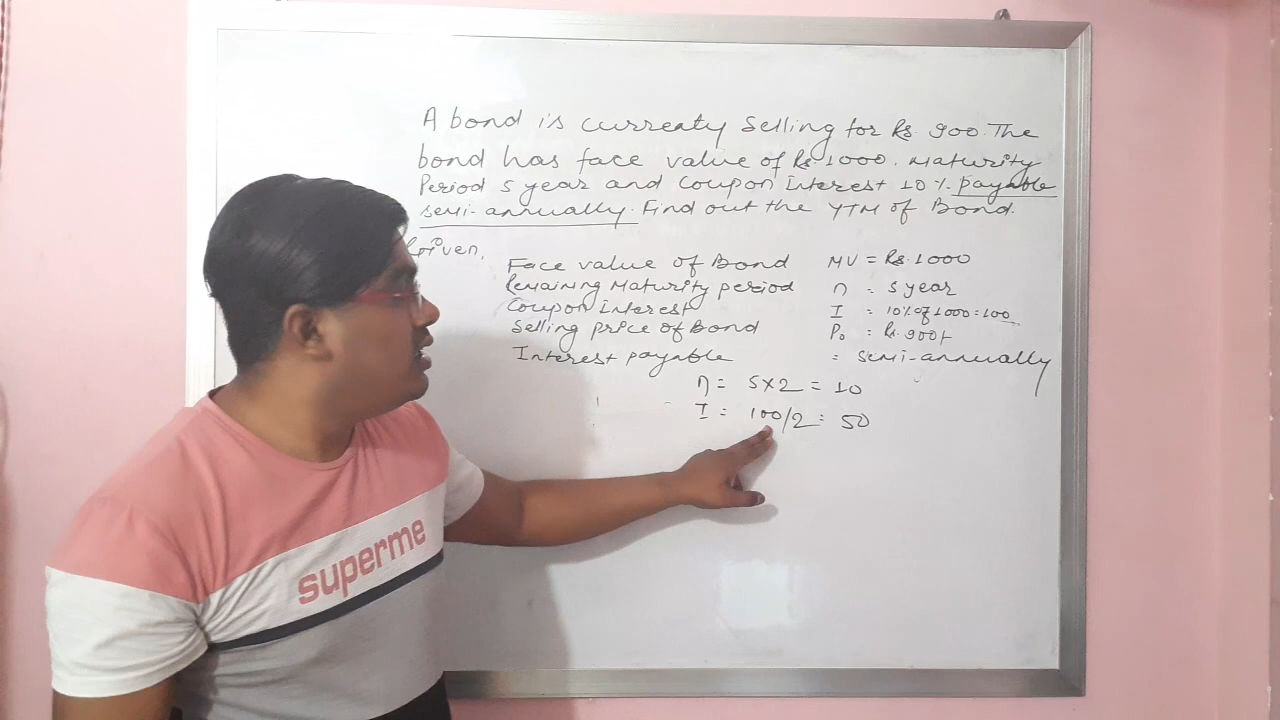 A bond is curreaty selling for Rs. 900. The
bond has face value of Rs. 1000. Maturity
Period 5 year and Coupon Interest 10%. payable
semi-annually. Find out the YTM of Bond.
Given,
Face value of Bond MV = Rs. 1000
Remaining Maturity period n = 5 year
Coupon Interest I = 10% of 1000 = 100
Selling price of Bond P₀ = Rs. 900/-
Interest payable = semi-annually
n = 5×2 = 10
I = 100/2 = 50
superme